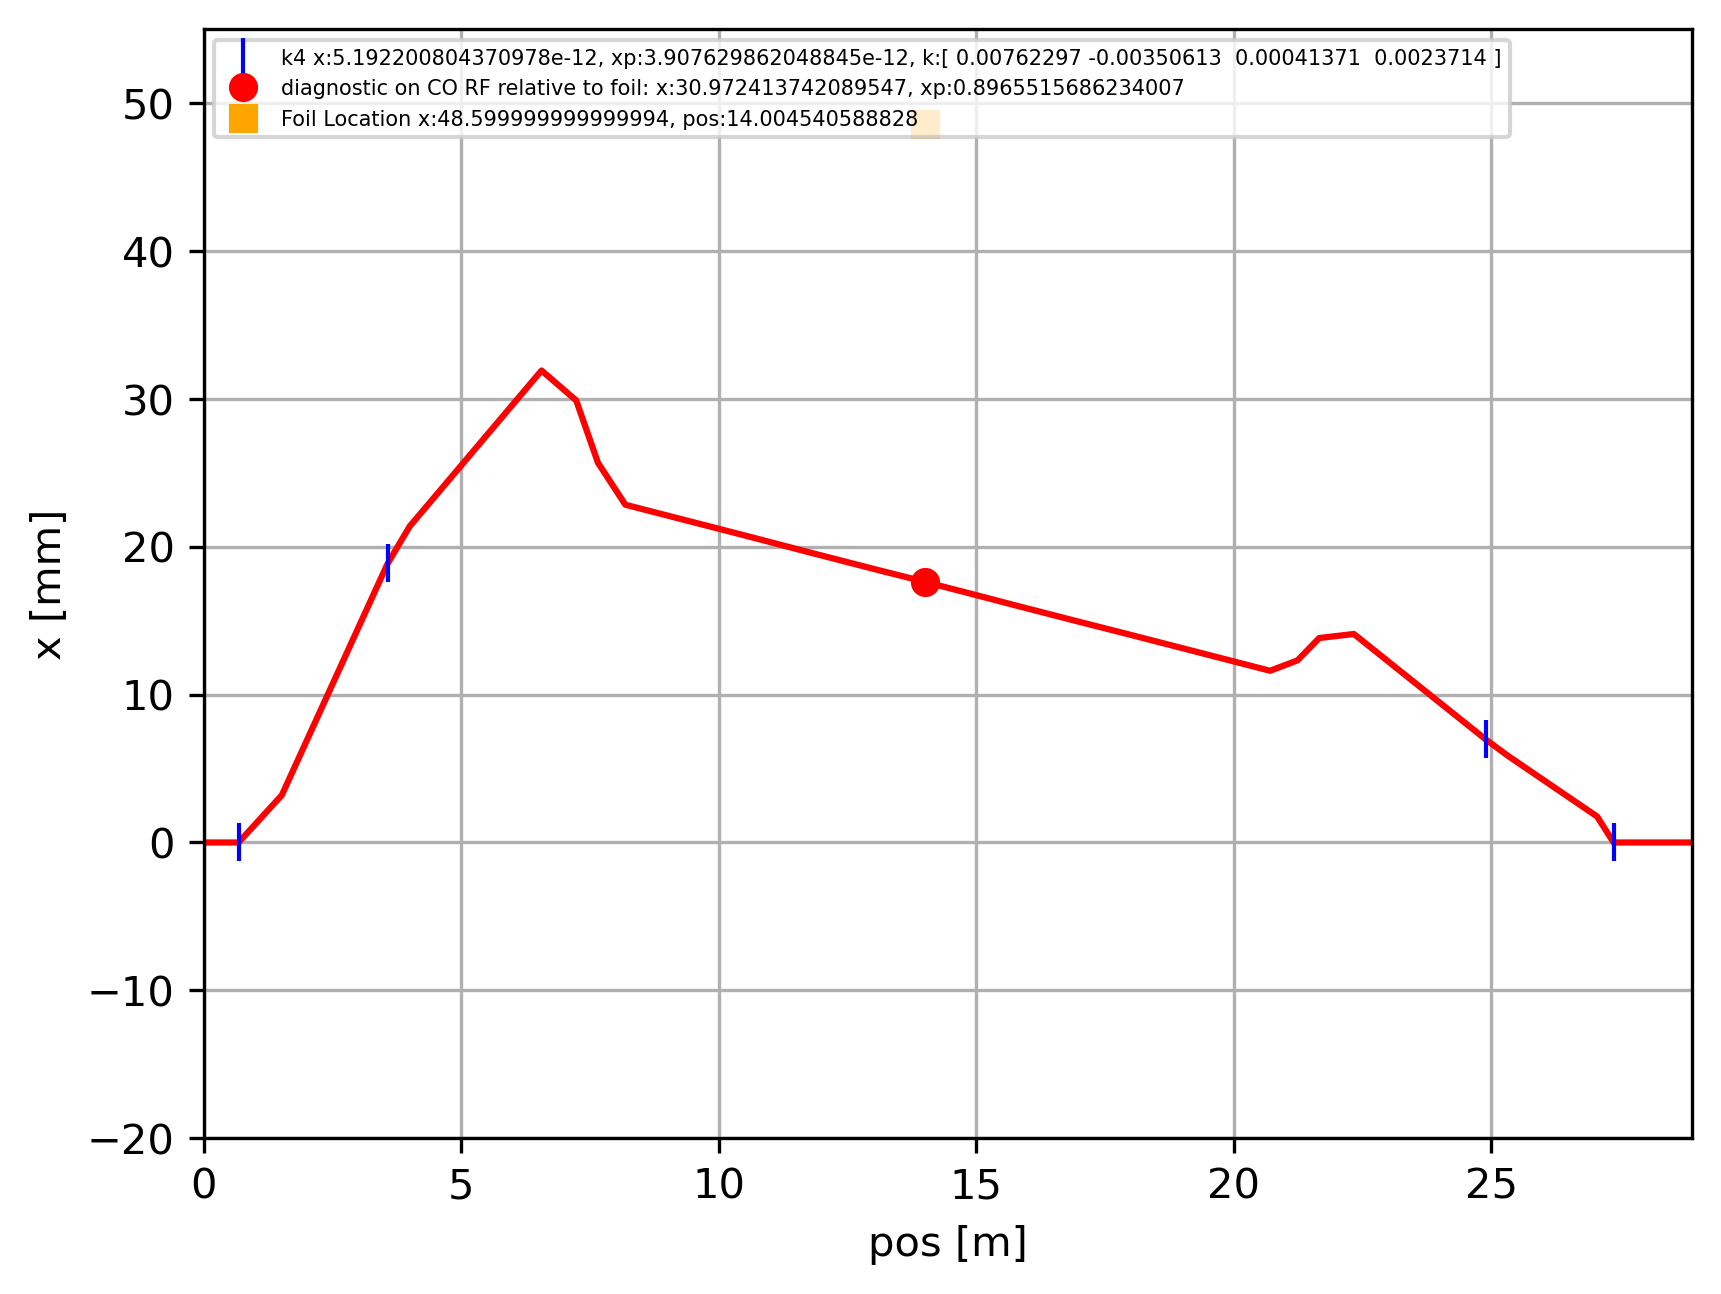 k4 x:5.192200804370978e-12, xp:3.907629862048845e-12, k:[ 0.00762297 -0.00350613  0.00041371  0.0023714 ]
diagnostic on CO RF relative to foil: x:30.972413742089547, xp:0.8965515686234007
Foil Location x:48.599999999999994, pos:14.004540588828
50
40
30
20
10
0
−10
−20
x [mm]
0 5 10 15 20 25
pos [m]